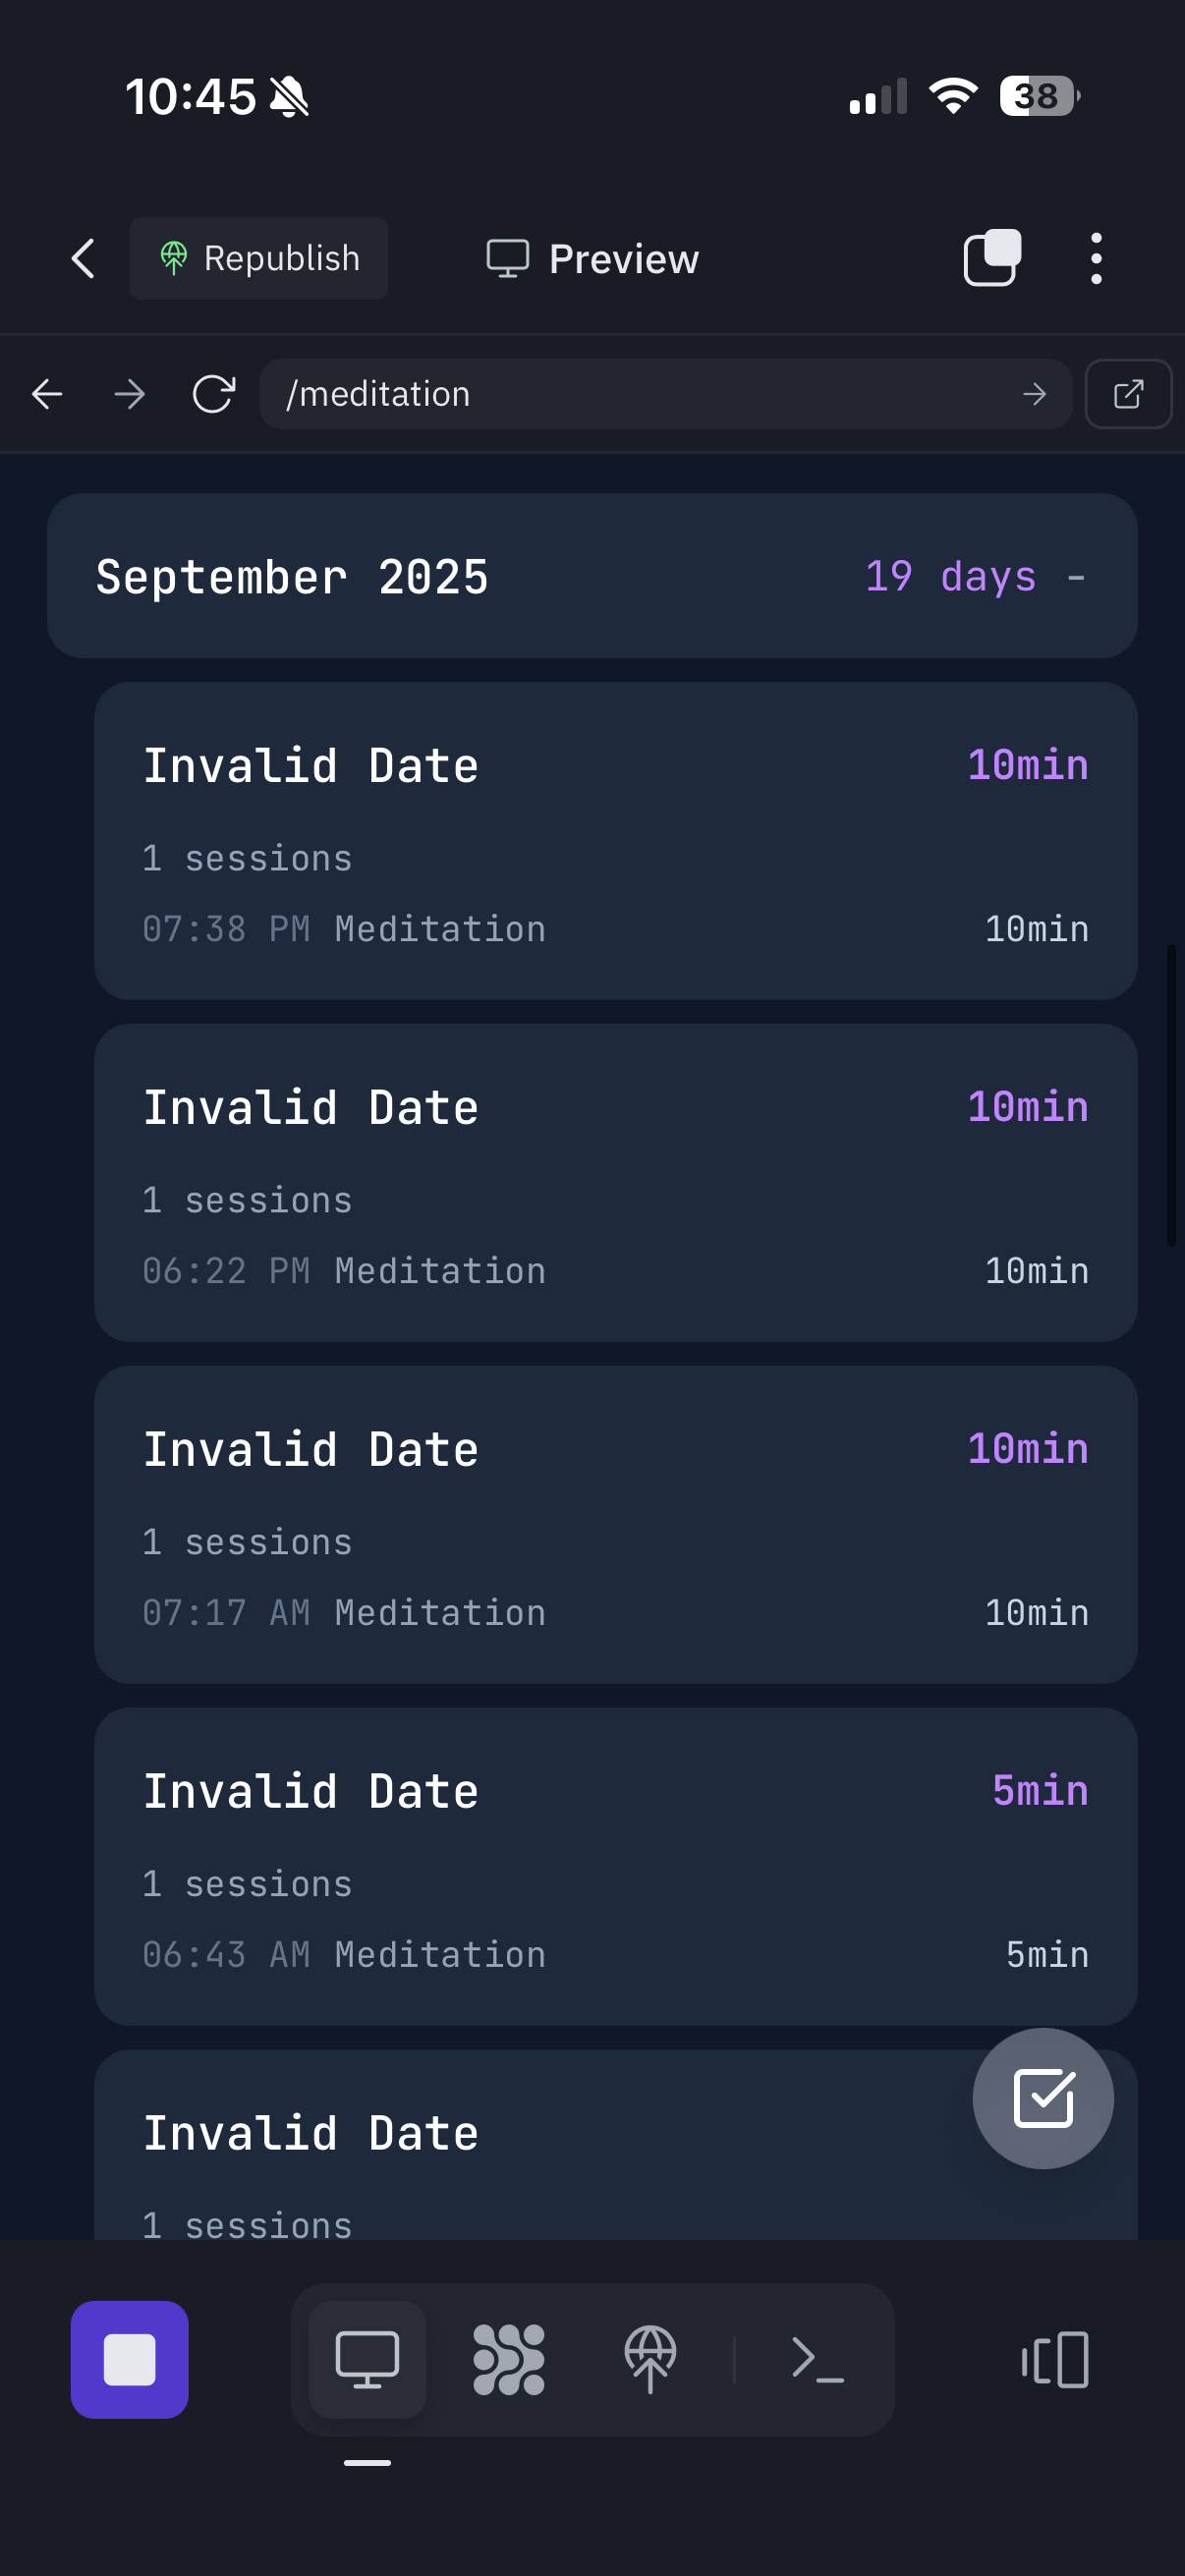 10:45
38
Republish
Preview
/meditation
September 2025 19 days -
Invalid Date 10min
1 sessions
07:38 PM Meditation 10min
Invalid Date 10min
1 sessions
06:22 PM Meditation 10min
Invalid Date 10min
1 sessions
07:17 AM Meditation 10min
Invalid Date 5min
1 sessions
06:43 AM Meditation 5min
Invalid Date
1 sessions